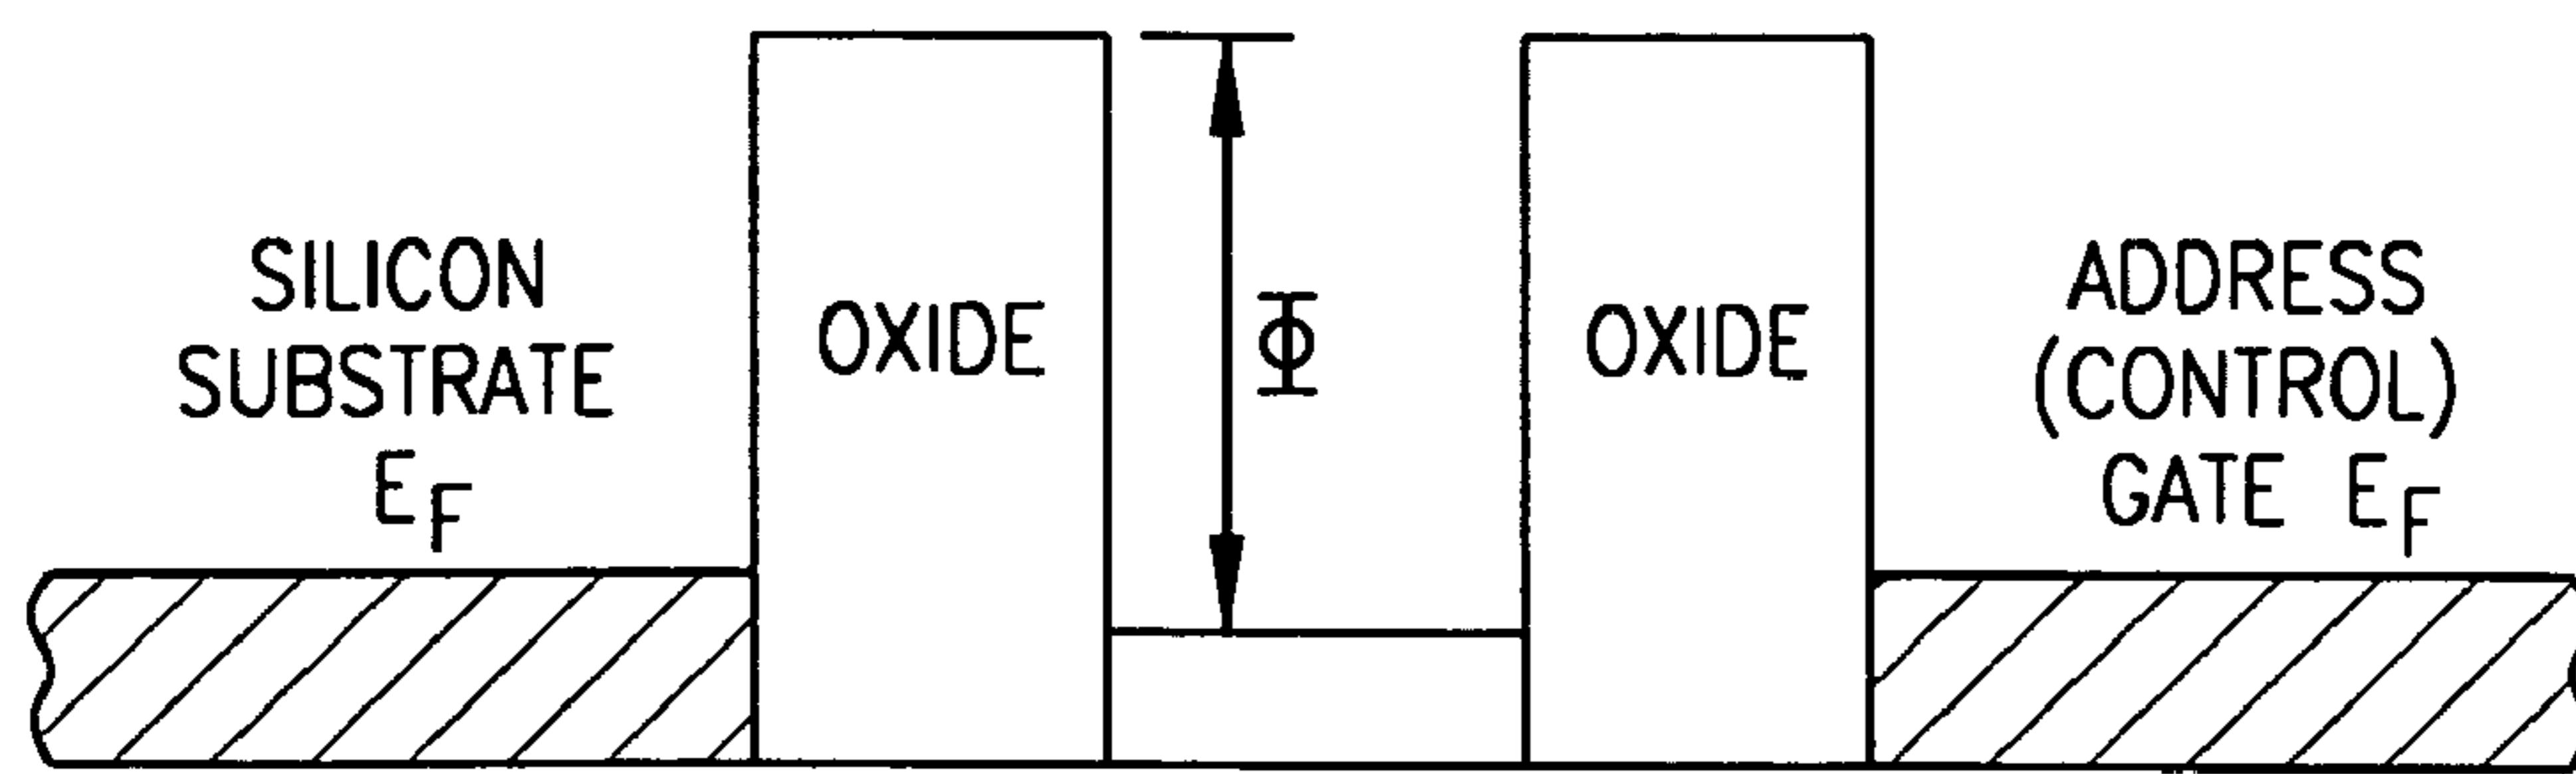 SILICON
SUBSTRATE
E_F
OXIDE
Φ
OXIDE
ADDRESS
(CONTROL)
GATE E_F